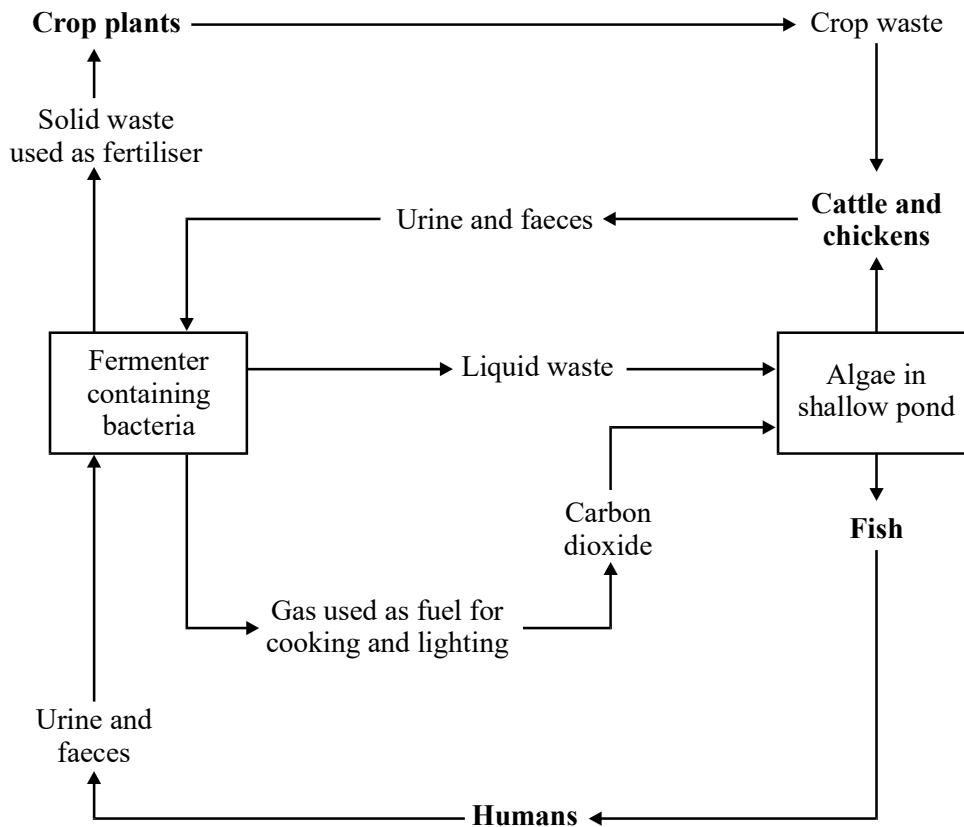 Crop plants
Crop waste
Solid waste
used as fertiliser
Urine and faeces
Cattle and
chickens
Fermenter
containing
bacteria
Liquid waste
Algae in
shallow pond
Carbon
dioxide
Fish
Gas used as fuel for
cooking and lighting
Urine and
faeces
Humans